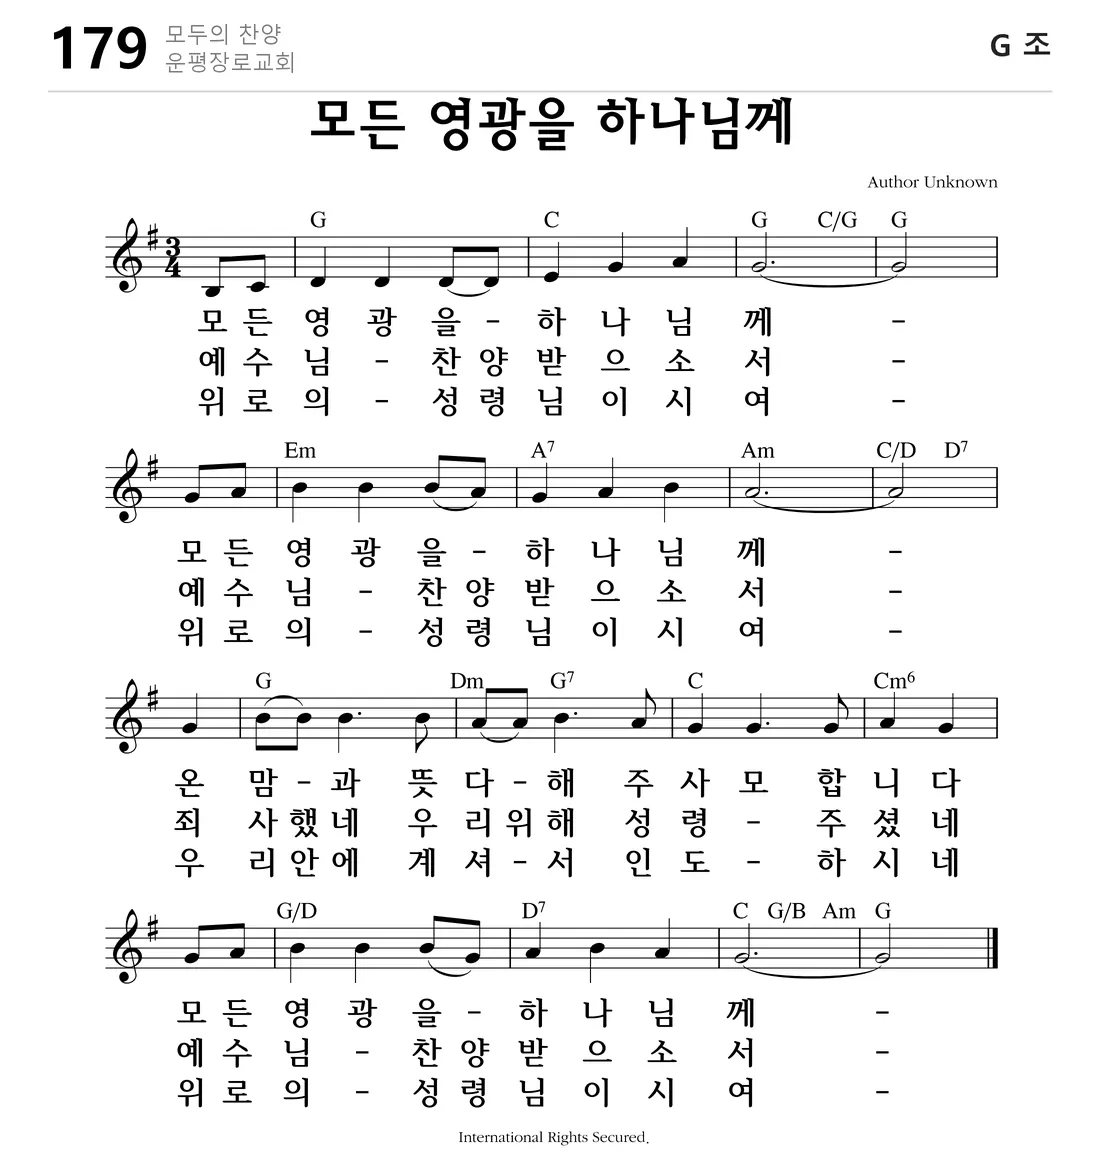 179 모두의 찬양
운평장로교회
G 조
모든 영광을 하나님께
Author Unknown
G C G C/G G
3
4
모 든 영 광 을 - 하 나 님 께 -
예 수 님 - 찬 양 받 으 소 서 -
위 로 의 - 성 령 님 이 시 여 -
Em A7 Am C/D D7
모 든 영 광 을 - 하 나 님 께 -
예 수 님 - 찬 양 받 으 소 서 -
위 로 의 - 성 령 님 이 시 여 -
G Dm G7 C Cm6
온 맘 - 과 뜻 다 - 해 주 사 모 합 니 다
죄 사 했 네 우 리 위 해 성 령 - 주 셨 네
우 리 안 에 계 셔 - 서 인 도 - 하 시 네
G/D D7 C G/B Am G
모 든 영 광 을 - 하 나 님 께 -
예 수 님 - 찬 양 받 으 소 서 -
위 로 의 - 성 령 님 이 시 여 -
International Rights Secured.